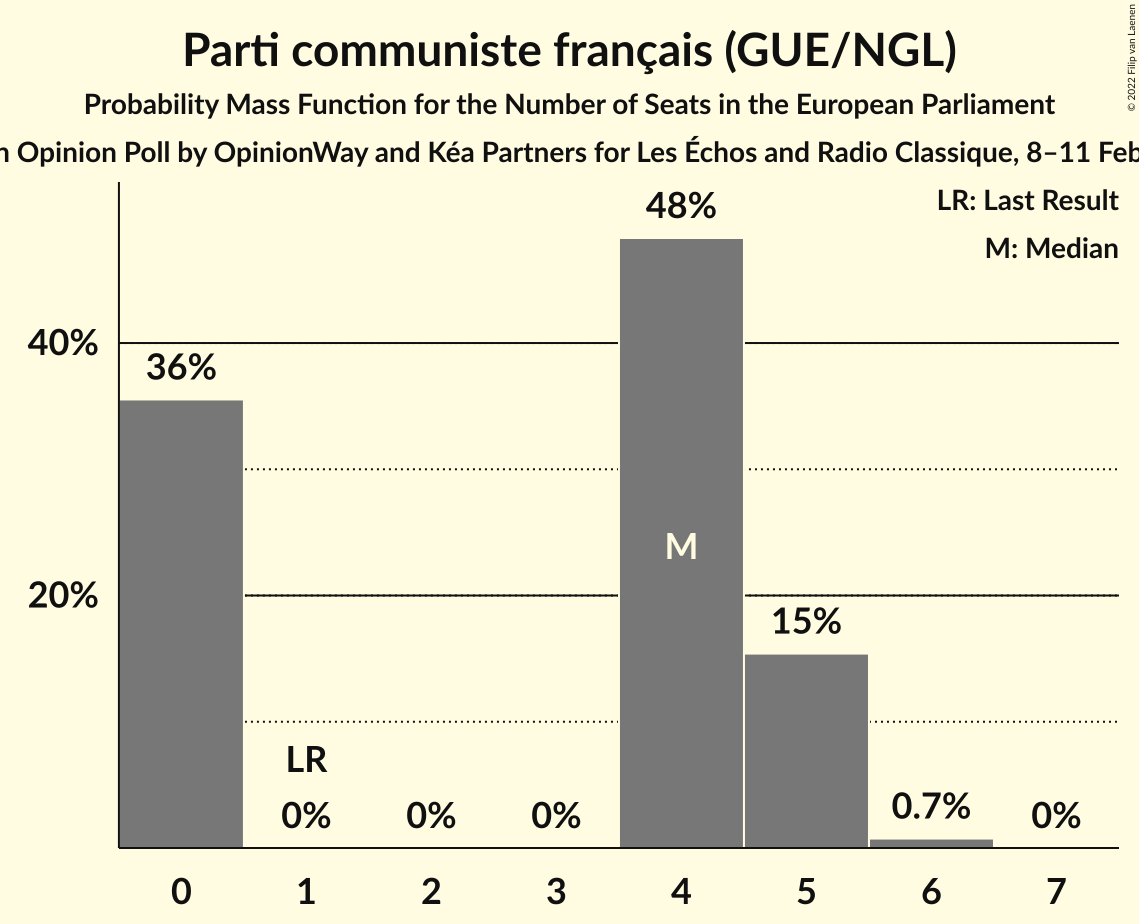 Parti communiste français (GUE/NGL)
Probability Mass Function for the Number of Seats in the European Parliament
Opinion Poll by OpinionWay and Kéa Partners for Les Échos and Radio Classique, 8–11 Feb
© 2022 Filip van Laenen
LR: Last Result
M: Median
48%
40%
36%
M
20%
15%
LR
0%
0%
0%
0.7%
0%
0 1 2 3 4 5 6 7